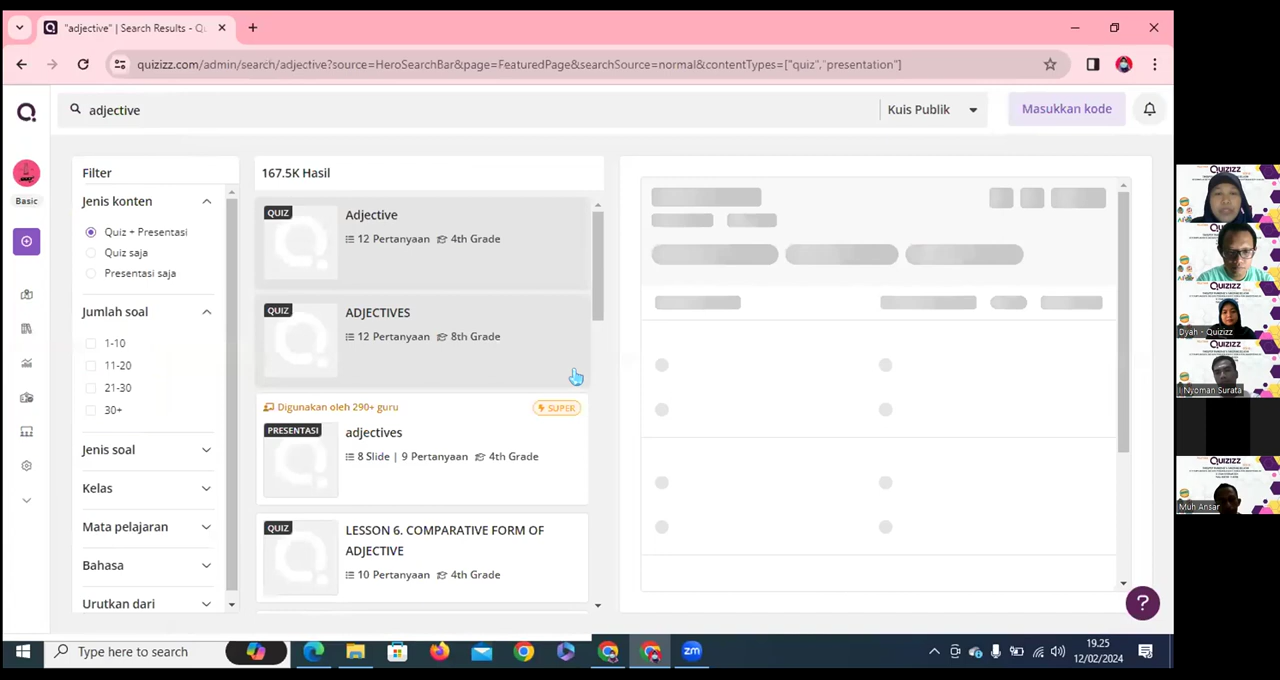 "adjective" | Search Results - Qu
quizizz.com/admin/search/adjective?source=HeroSearchBar&page=FeaturedPage&searchSource=normal&contentTypes=["quiz","presentation"]
adjective
Kuis Publik
Masukkan kode
Basic
Filter
Jenis konten
Quiz + Presentasi
Quiz saja
Presentasi saja
Jumlah soal
1-10
11-20
21-30
30+
Jenis soal
Kelas
Mata pelajaran
Bahasa
Urutkan dari
167.5K Hasil
QUIZ
Adjective
12 Pertanyaan 4th Grade
QUIZ
ADJECTIVES
12 Pertanyaan 8th Grade
Digunakan oleh 290+ guru
SUPER
PRESENTASI
adjectives
8 Slide | 9 Pertanyaan 4th Grade
QUIZ
LESSON 6. COMPARATIVE FORM OF
ADJECTIVE
10 Pertanyaan 4th Grade
?
QUIZIZZ
QUIZIZZ
QUIZIZZ
Dyah - Quizizz
QUIZIZZ
I Nyoman Surata
QUIZIZZ
Muh Ansar
Type here to search
zm
19.25
12/02/2024